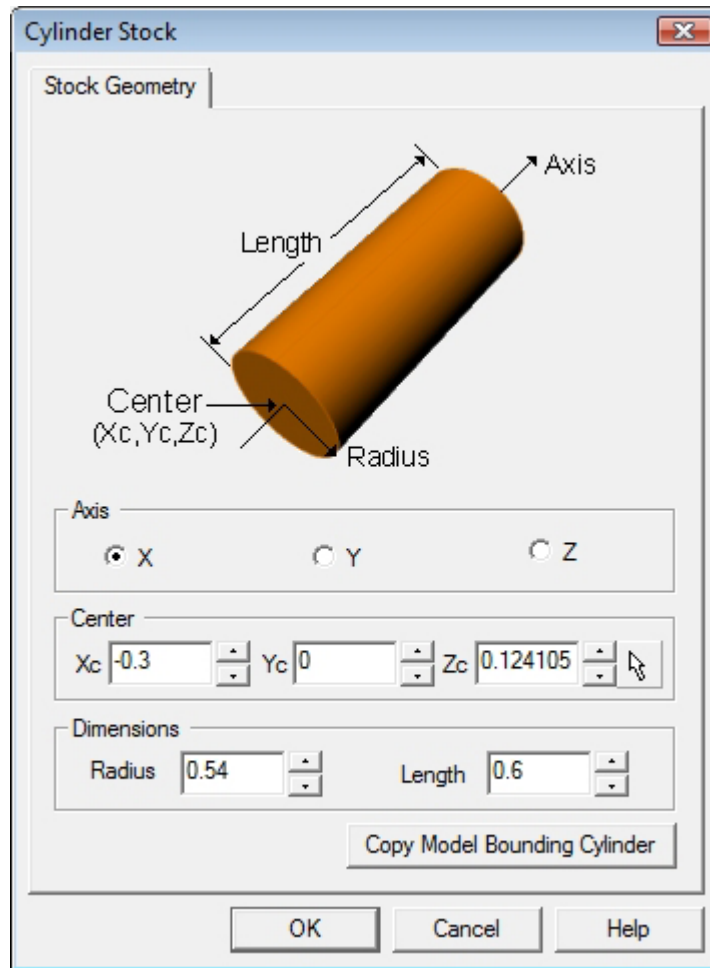 Cylinder Stock
Stock Geometry
Axis
Length
Center
(Xc,Yc,Zc)
Radius
Axis
X Y Z
Center
Xc -0.3 Yc 0 Zc 0.124105
Dimensions
Radius 0.54 Length 0.6
Copy Model Bounding Cylinder
OK Cancel Help